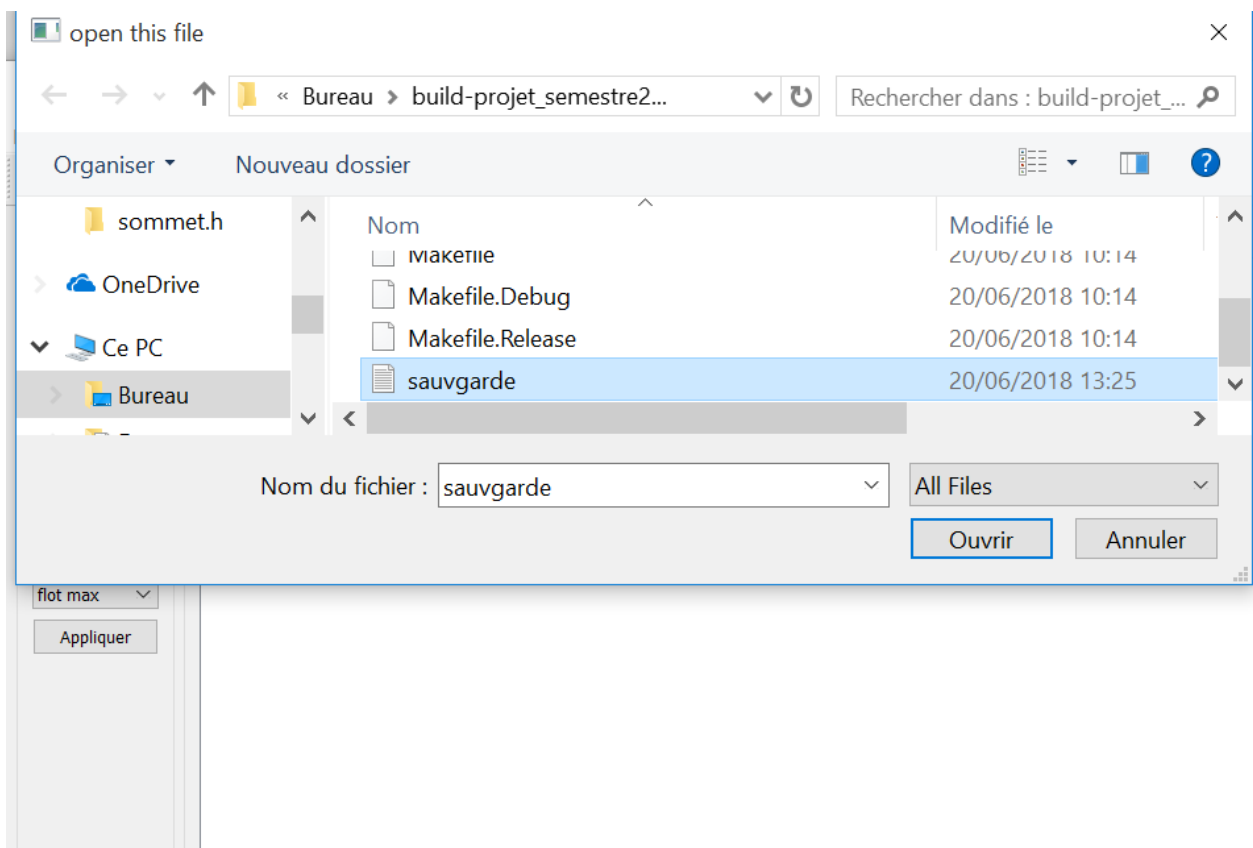 open this file
« Bureau > build-projet_semestre2...
Rechercher dans : build-projet_...
Organiser
Nouveau dossier
?
sommet.h
OneDrive
Ce PC
Bureau
Nom
Modifié le
Makefile
20/06/2018 10:14
Makefile.Debug
20/06/2018 10:14
Makefile.Release
20/06/2018 10:14
sauvgarde
20/06/2018 13:25
Nom du fichier :
sauvgarde
All Files
Ouvrir
Annuler
flot max
Appliquer